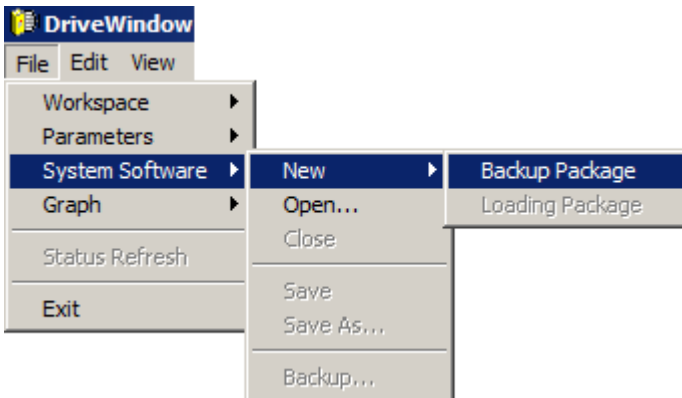 DriveWindow
File Edit View
Workspace
Parameters
System Software
Graph
Status Refresh
Exit
New
Open...
Close
Save
Save As...
Backup...
Backup Package
Loading Package